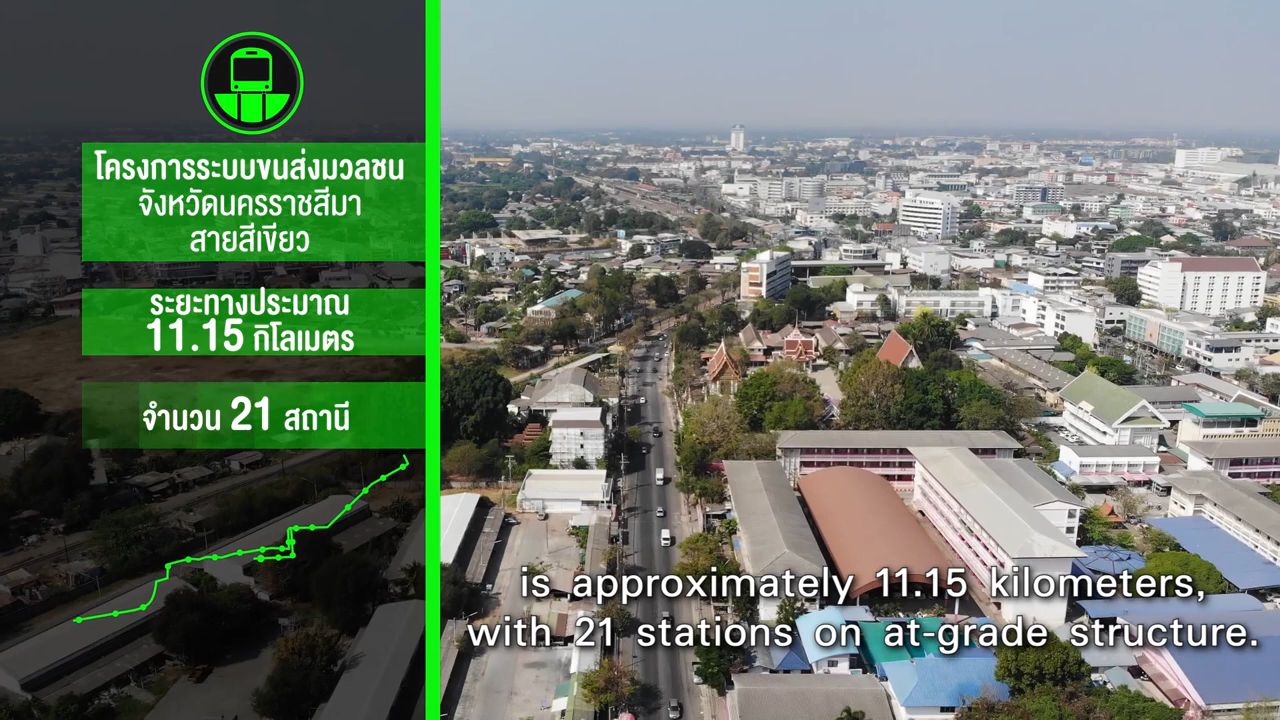 โครงการระบบขนส่งมวลชน
จังหวัดนครราชสีมา
สายสีเขียว
ระยะทางประมาณ
11.15 กิโลเมตร
จำนวน 21 สถานี
is approximately 11.15 kilometers,
with 21 stations on at-grade structure.